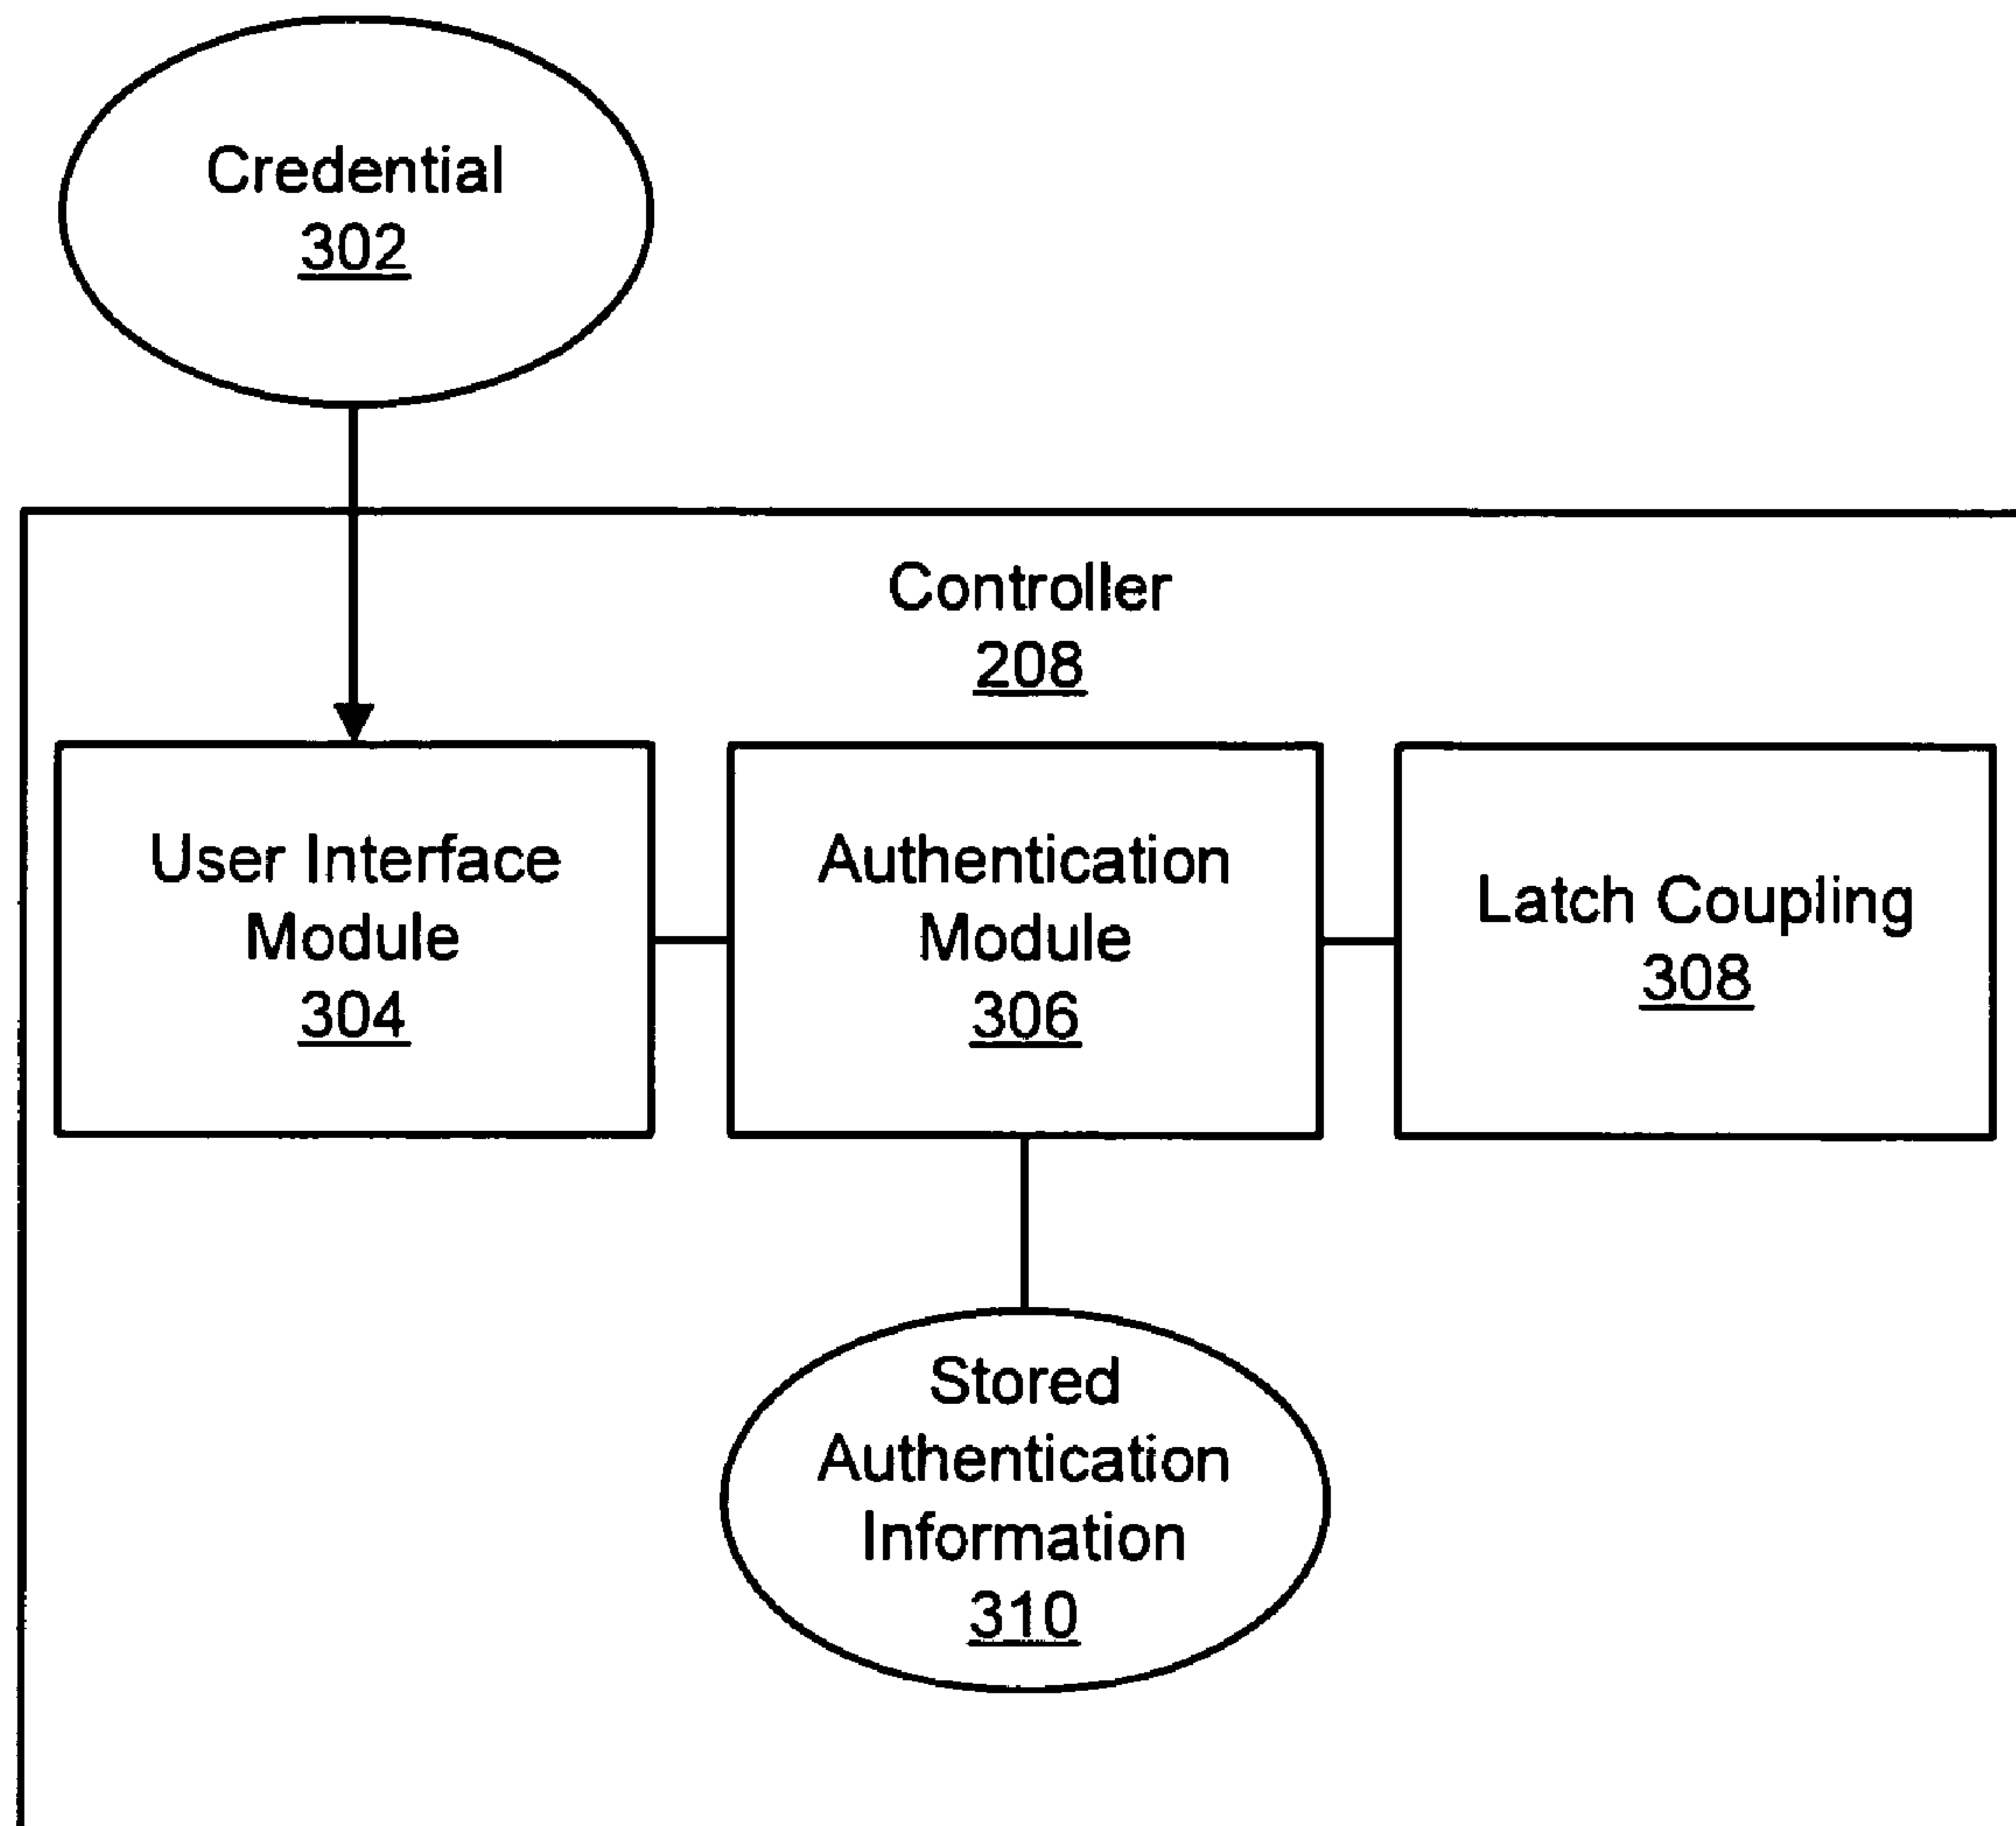 Credential
302
Controller
208
User Interface
Module
304
Authentication
Module
306
Latch Coupling
308
Stored
Authentication
Information
310